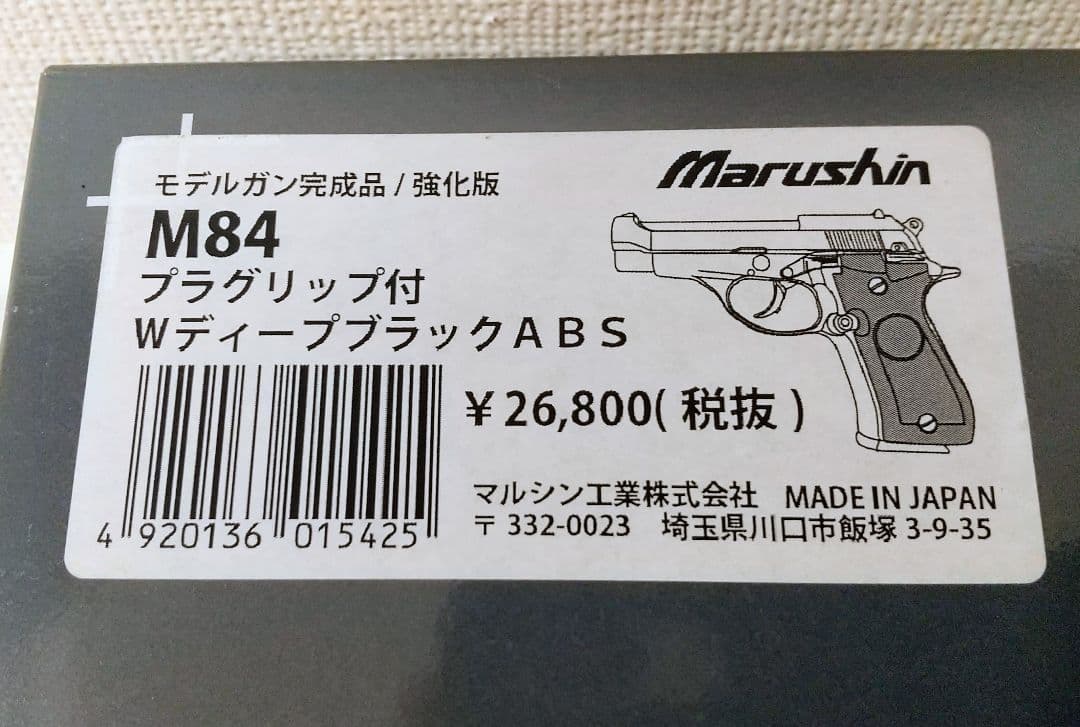 モデルガン完成品 / 強化版
Marushin
M84
プラグリップ付
WディープブラックABS
¥ 26,800( 税抜 )
4 920136 015425
マルシン工業株式会社 MADE IN JAPAN
〒 332-0023 埼玉県川口市飯塚 3-9-35